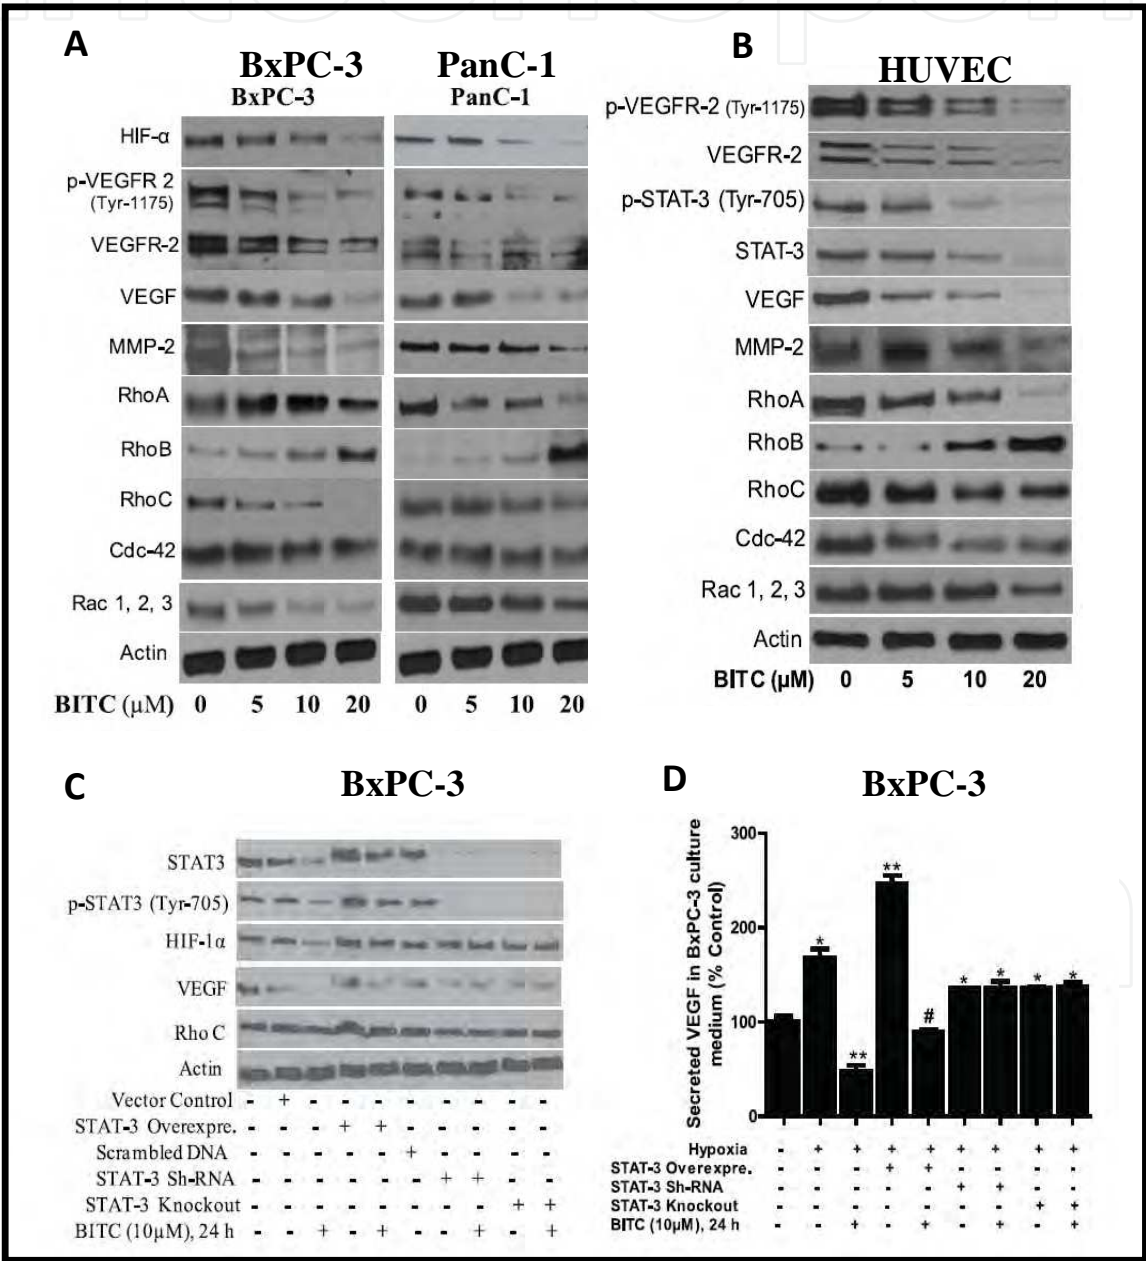 A
BxPC-3 PanC-1
BxPC-3 PanC-1
HIF-α
p-VEGFR 2
(Tyr-1175)
VEGFR-2
VEGF
MMP-2
RhoA
RhoB
RhoC
Cdc-42
Rac 1, 2, 3
Actin
BITC (µM) 0 5 10 20 0 5 10 20
B
HUVEC
p-VEGFR-2 (Tyr-1175)
VEGFR-2
p-STAT-3 (Tyr-705)
STAT-3
VEGF
MMP-2
RhoA
RhoB
RhoC
Cdc-42
Rac 1, 2, 3
Actin
BITC (µM) 0 5 10 20
C BxPC-3
STAT3
p-STAT3 (Tyr-705)
HIF-1α
VEGF
Rho C
Actin
Vector Control - + - - - - - - - -
STAT-3 Overexpre. - - - + + - - - - -
Scrambled DNA - - - - - + - - - -
STAT-3 Sh-RNA - - - - - - + + - -
STAT-3 Knockout - - - - - - - - + +
BITC (10µM), 24 h - - + - + - - + - +
D BxPC-3
Secreted VEGF in BxPC-3 culture
medium (% Control)
300
200
100
0
* ** ** # * * * *
Hypoxia - + + + + + + + +
STAT-3 Overexpre. - - - + + - - - -
STAT-3 Sh-RNA - - - - - + + - -
STAT-3 Knockout - - - - - - - + +
BITC (10µM), 24 h - - + - + - + - +